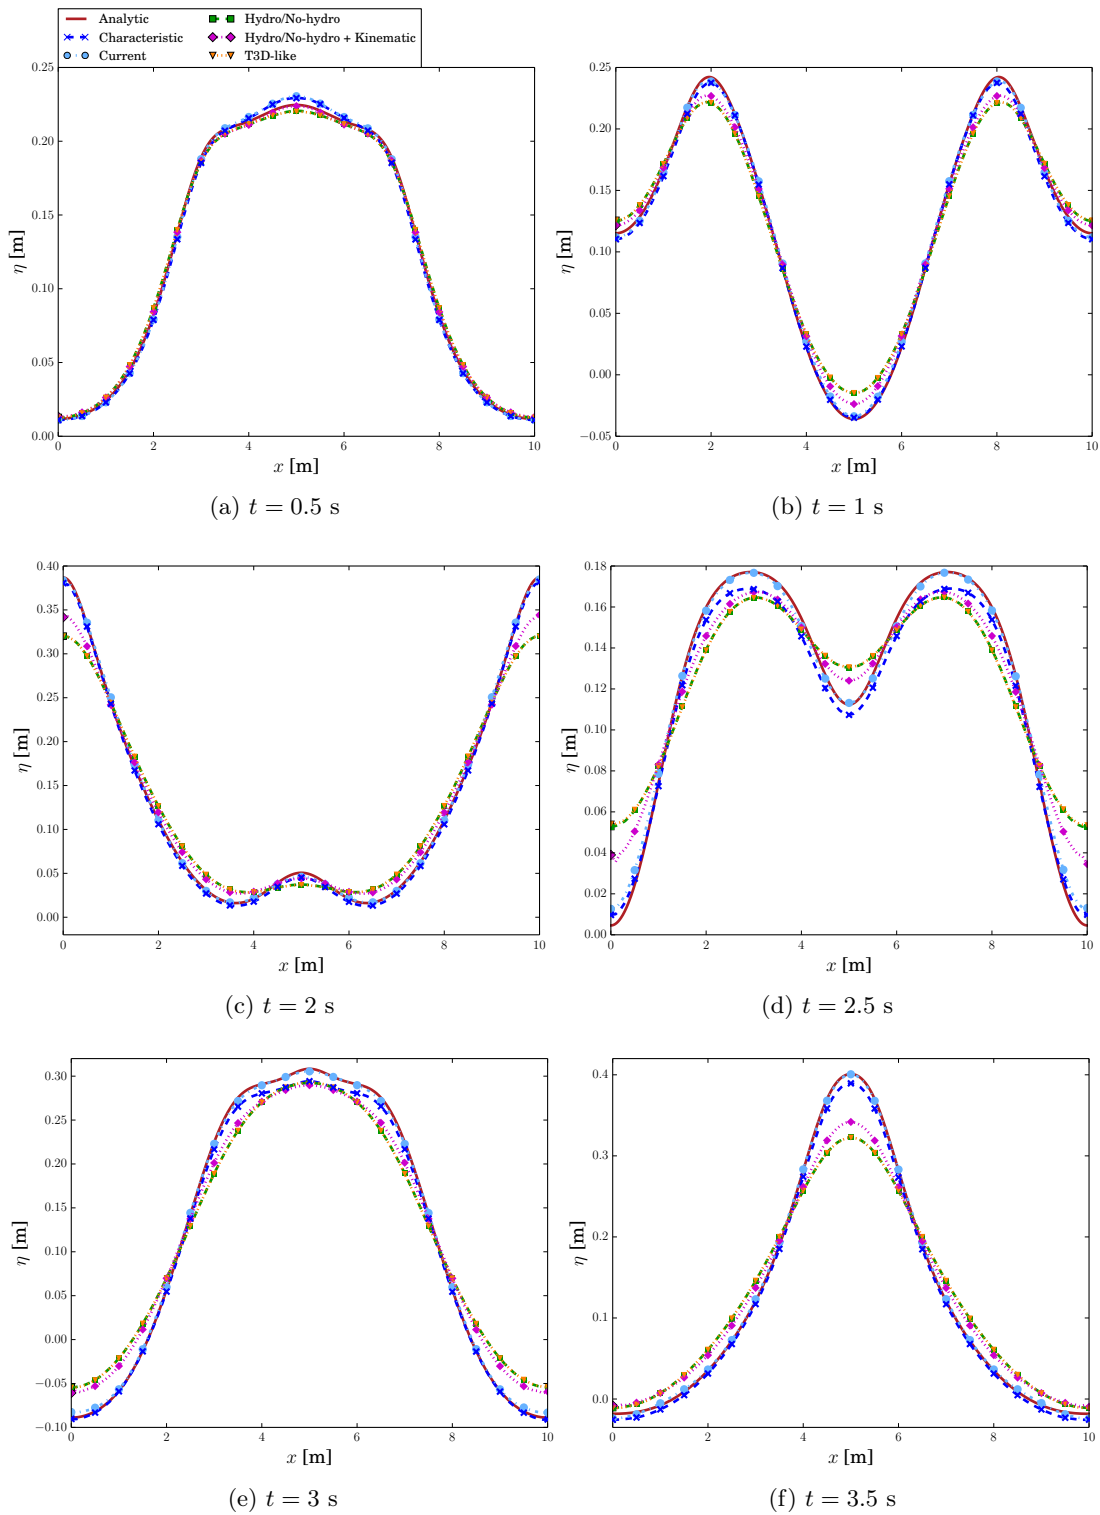 Analytic
Characteristic
Current
Hydro/No-hydro
Hydro/No-hydro + Kinematic
T3D-like
0.25
0.20
0.15
0.10
0.05
0.00
η [m]
0 2 4 6 8 10
x [m]
(a) t = 0.5 s
0.25
0.20
0.15
0.10
0.05
0.00
−0.05
η [m]
0 2 4 6 8 10
x [m]
(b) t = 1 s
0.40
0.35
0.30
0.25
0.20
0.15
0.10
0.05
0.00
η [m]
0 2 4 6 8 10
x [m]
(c) t = 2 s
0.18
0.16
0.14
0.12
0.10
0.08
0.06
0.04
0.02
0.00
η [m]
0 2 4 6 8 10
x [m]
(d) t = 2.5 s
0.30
0.25
0.20
0.15
0.10
0.05
0.00
−0.05
−0.10
η [m]
0 2 4 6 8 10
x [m]
(e) t = 3 s
0.4
0.3
0.2
0.1
0.0
η [m]
0 2 4 6 8 10
x [m]
(f) t = 3.5 s